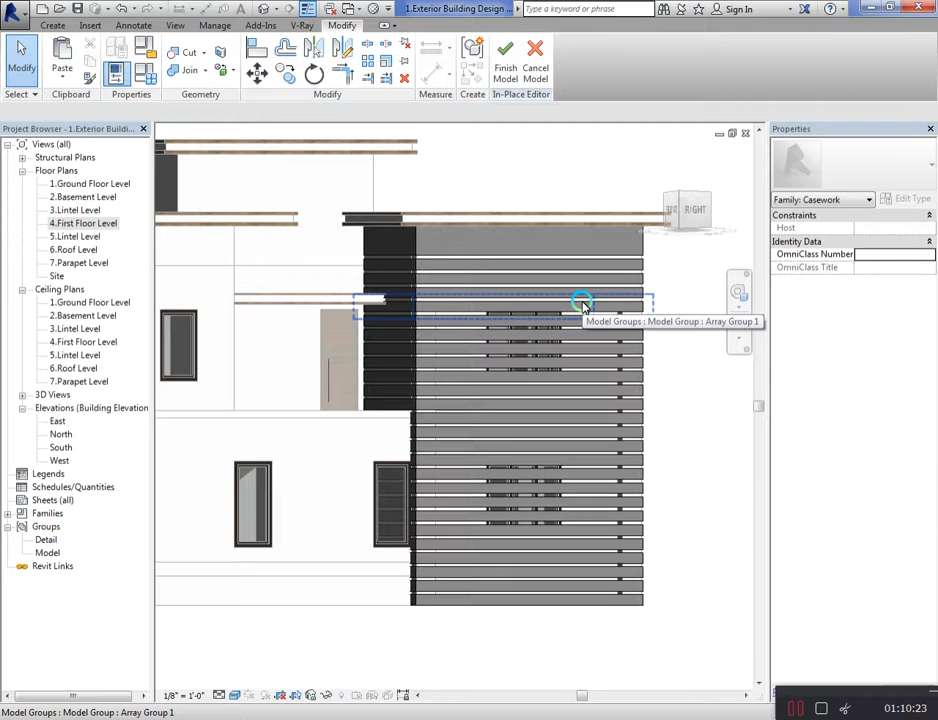 1.Exterior Building Design ...
Type a keyword or phrase
Sign In
Create Insert Annotate View Manage Add-Ins V-Ray Modify
Modify
Paste
Cut
Join
Finish Model
Cancel Model
Select
Clipboard
Properties
Geometry
Modify
Measure
Create
In-Place Editor
Project Browser - 1.Exterior Buildi...
Views (all)
Structural Plans
Floor Plans
1.Ground Floor Level
2.Basement Level
3.Lintel Level
4.First Floor Level
5.Lintel Level
6.Roof Level
7.Parapet Level
Site
Ceiling Plans
1.Ground Floor Level
2.Basement Level
3.Lintel Level
4.First Floor Level
5.Lintel Level
6.Roof Level
7.Parapet Level
3D Views
Elevations (Building Elevation
East
North
South
West
Legends
Schedules/Quantities
Sheets (all)
Families
Groups
Detail
Model
Revit Links
RIGHT
Model Groups : Model Group : Array Group 1
Properties
Family: Casework
Edit Type
Constraints
Host
Identity Data
OmniClass Number
OmniClass Title
1/8" = 1'-0"
Model Groups : Model Group : Array Group 1
01:10:23